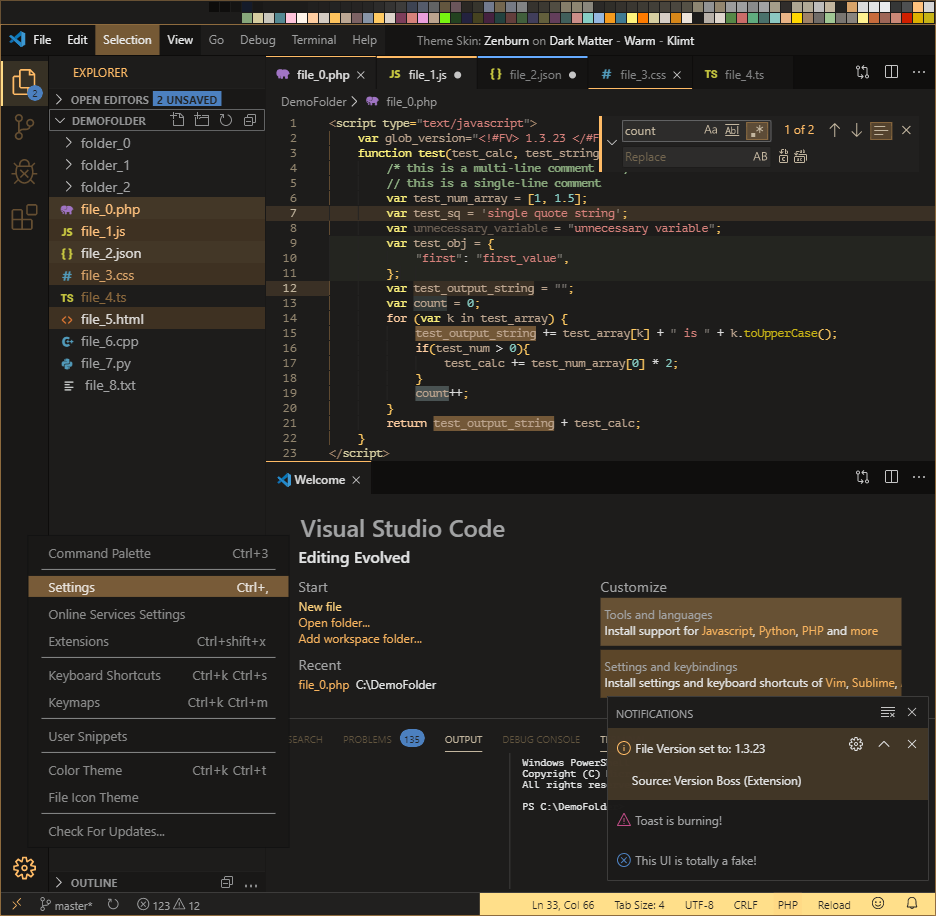 File Edit Selection View Go Debug Terminal Help Theme Skin: Zenburn on Dark Matter - Warm - Klimt
2
EXPLORER
OPEN EDITORS 2 UNSAVED
DEMOFOLDER
folder_0
folder_1
folder_2
file_0.php
JS file_1.js
{} file_2.json
# file_3.css
TS file_4.ts
<> file_5.html
file_6.cpp
file_7.py
file_8.txt
file_0.php JS file_1.js {} file_2.json # file_3.css TS file_4.ts
DemoFolder > file_0.php
count Aa Abl .* 1 of 2
Replace AB
1 <script type="text/javascript">
2 var glob_version="<!#FV> 1.3.23 </#F
3 function test(test_calc, test_string
4 /* this is a multi-line comment
5 // this is a single-line comment
6 var test_num_array = [1, 1.5];
7 var test_sq = 'single quote string';
8 var unnecessary_variable = "unnecessary variable";
9 var test_obj = {
10 "first": "first_value",
11 };
12 var test_output_string = "";
13 var count = 0;
14 for (var k in test_array) {
15 test_output_string += test_array[k] + " is " + k.toUpperCase();
16 if(test_num > 0){
17 test_calc += test_num_array[0] * 2;
18 }
19 count++;
20 }
21 return test_output_string + test_calc;
22 }
23 </script>
Welcome
Visual Studio Code
Editing Evolved
Start
New file
Open folder...
Add workspace folder...
Recent
file_0.php C:\DemoFolder
Customize
Tools and languages
Install support for Javascript, Python, PHP and more
Settings and keybindings
Install settings and keyboard shortcuts of Vim, Sublime,
Command Palette Ctrl+3
Settings Ctrl+,
Online Services Settings
Extensions Ctrl+shift+x
Keyboard Shortcuts Ctrl+k Ctrl+s
Keymaps Ctrl+k Ctrl+m
User Snippets
Color Theme Ctrl+k Ctrl+t
File Icon Theme
Check For Updates...
SEARCH PROBLEMS 135 OUTPUT DEBUG CONSOLE T
Windows PowerS
Copyright (C)
All rights res
PS C:\DemoFold
NOTIFICATIONS
File Version set to: 1.3.23
Source: Version Boss (Extension)
Toast is burning!
This UI is totally a fake!
OUTLINE
master* 123 12 Ln 33, Col 66 Tab Size: 4 UTF-8 CRLF PHP Reload